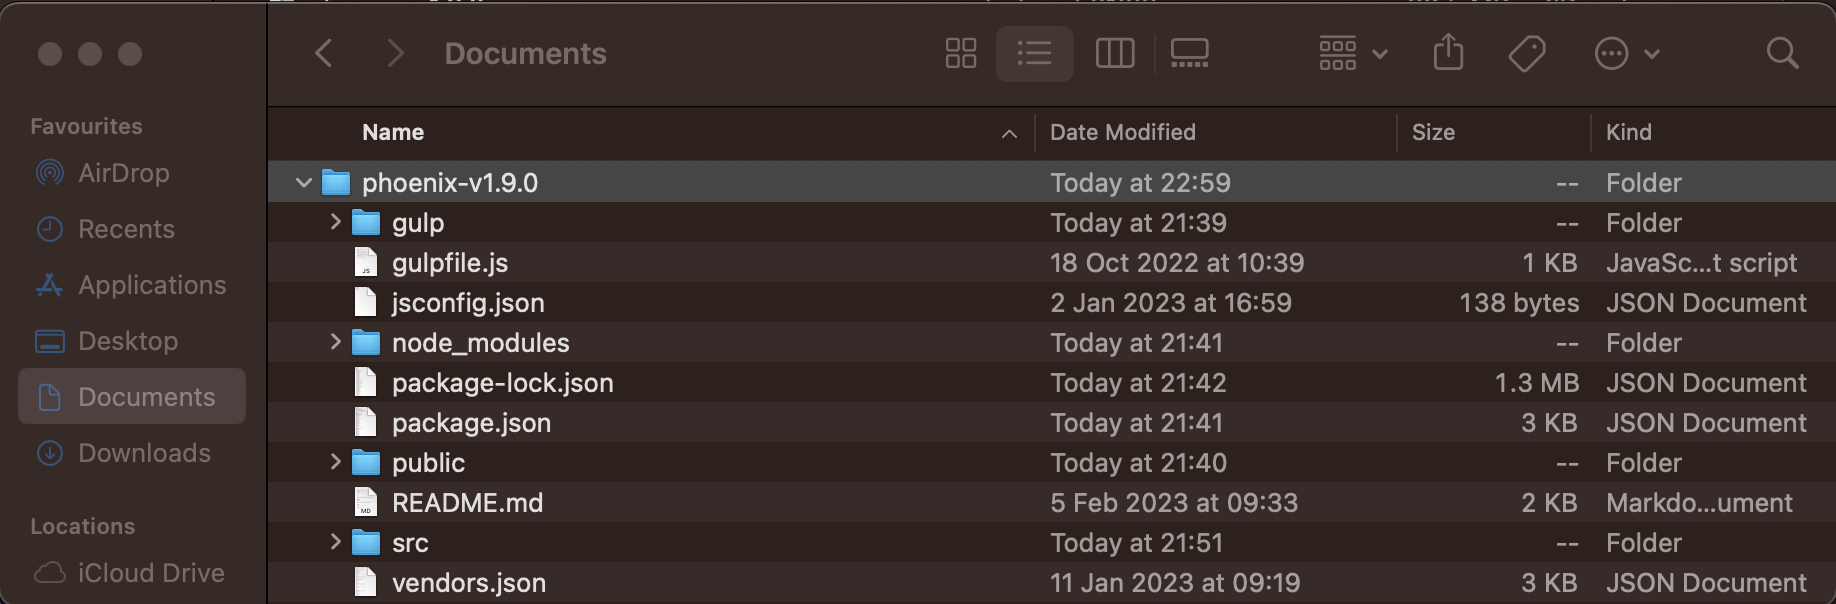 Documents
Favourites
AirDrop
Recents
Applications
Desktop
Documents
Downloads
Locations
iCloud Drive
Name Date Modified Size Kind
phoenix-v1.9.0 Today at 22:59 -- Folder
gulp Today at 21:39 -- Folder
gulpfile.js 18 Oct 2022 at 10:39 1 KB JavaSc...t script
jsconfig.json 2 Jan 2023 at 16:59 138 bytes JSON Document
node_modules Today at 21:41 -- Folder
package-lock.json Today at 21:42 1.3 MB JSON Document
package.json Today at 21:41 3 KB JSON Document
public Today at 21:40 -- Folder
README.md 5 Feb 2023 at 09:33 2 KB Markdo...ument
src Today at 21:51 -- Folder
vendors.json 11 Jan 2023 at 09:19 3 KB JSON Document